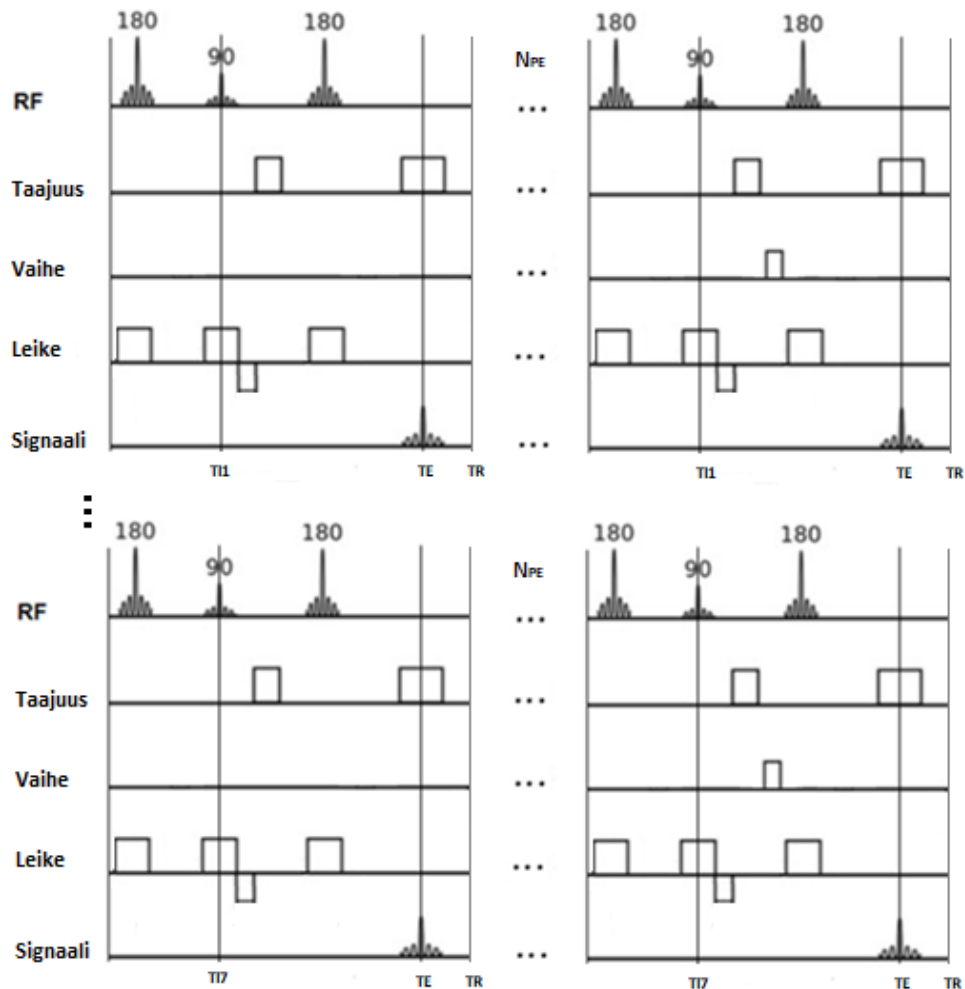 180 90 180 NPE 180 90 180
RF ...
Taajuus ...
Vaihe ...
Leike ...
Signaali ...
TI1 TE TR TI1 TE TR
⋮
180 90 180 NPE 180 90 180
RF ...
Taajuus ...
Vaihe ...
Leike ...
Signaali ...
TI7 TE TR TI7 TE TR